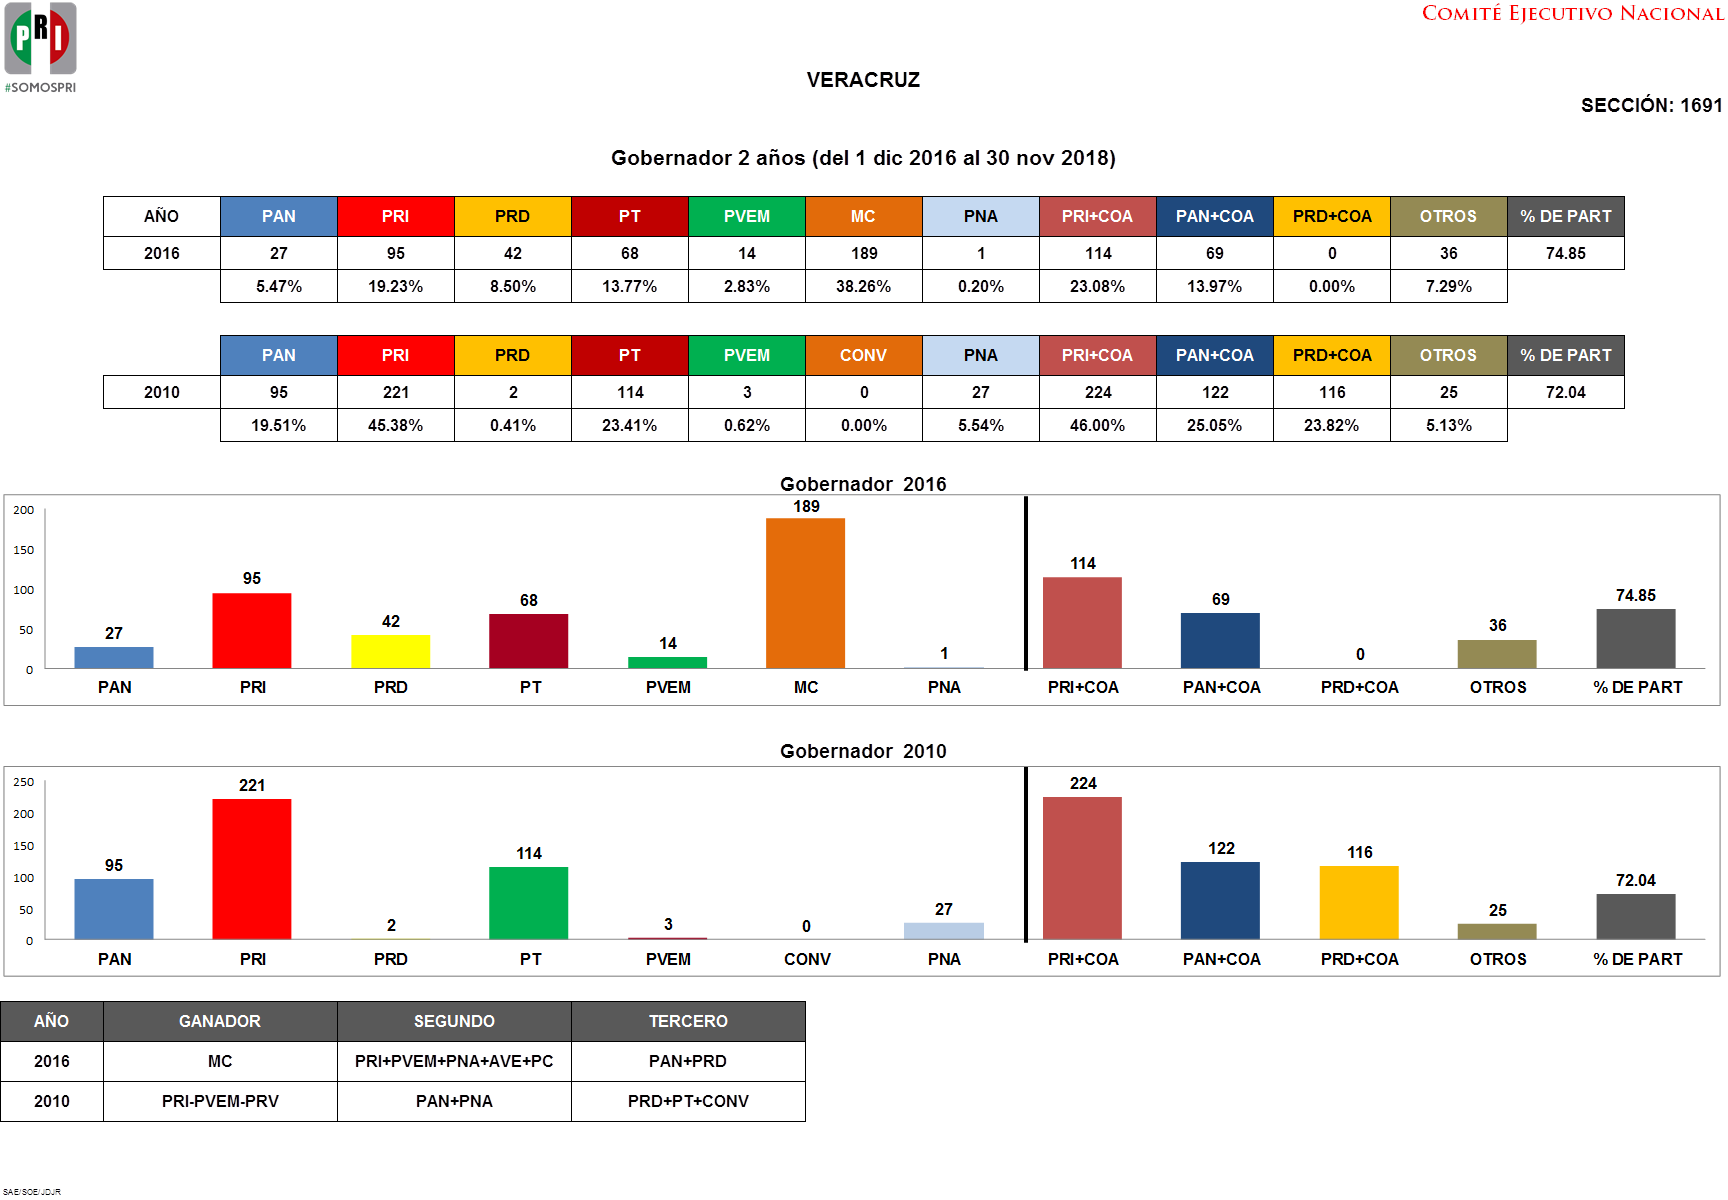 PRI
#SOMOSPRI
COMITÉ EJECUTIVO NACIONAL
VERACRUZ
SECCIÓN: 1691
Gobernador 2 años (del 1 dic 2016 al 30 nov 2018)
AÑO PAN PRI PRD PT PVEM MC PNA PRI+COA PAN+COA PRD+COA OTROS % DE PART
2016 27 95 42 68 14 189 1 114 69 0 36 74.85
5.47% 19.23% 8.50% 13.77% 2.83% 38.26% 0.20% 23.08% 13.97% 0.00% 7.29%
PAN PRI PRD PT PVEM CONV PNA PRI+COA PAN+COA PRD+COA OTROS % DE PART
2010 95 221 2 114 3 0 27 224 122 116 25 72.04
19.51% 45.38% 0.41% 23.41% 0.62% 0.00% 5.54% 46.00% 25.05% 23.82% 5.13%
Gobernador 2016
200
150
100
50
0
27 95 42 68 14 189 1 114 69 0 36 74.85
PAN PRI PRD PT PVEM MC PNA PRI+COA PAN+COA PRD+COA OTROS % DE PART
Gobernador 2010
250
200
150
100
50
0
95 221 2 114 3 0 27 224 122 116 25 72.04
PAN PRI PRD PT PVEM CONV PNA PRI+COA PAN+COA PRD+COA OTROS % DE PART
AÑO GANADOR SEGUNDO TERCERO
2016 MC PRI+PVEM+PNA+AVE+PC PAN+PRD
2010 PRI-PVEM-PRV PAN+PNA PRD+PT+CONV
SAE/SOE/JDJR